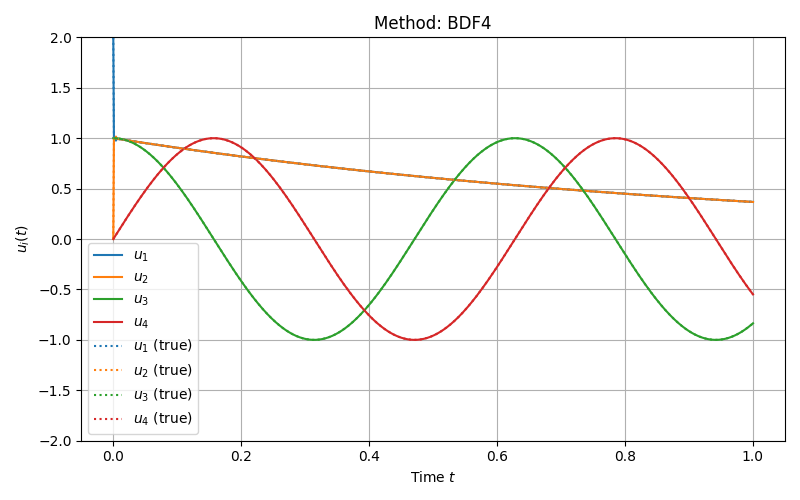 Method: BDF4
2.0
1.5
1.0
0.5
0.0
−0.5
−1.0
−1.5
−2.0
u_i(t)
u_1
u_2
u_3
u_4
u_1 (true)
u_2 (true)
u_3 (true)
u_4 (true)
0.0 0.2 0.4 0.6 0.8 1.0
Time t